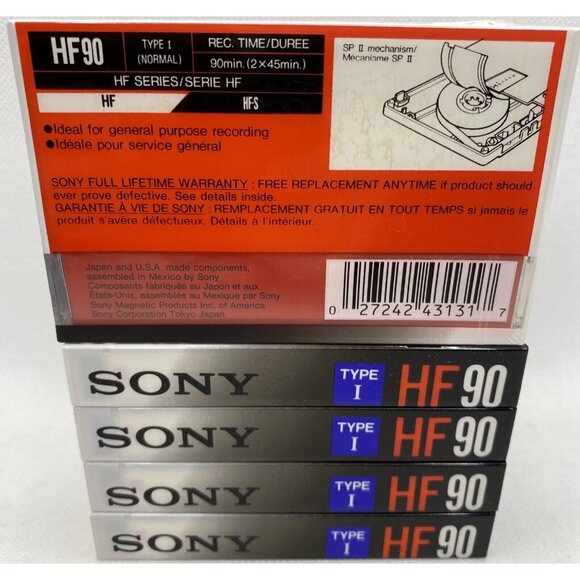 HF90
TYPE I
(NORMAL)
REC. TIME/DUREE
90min. (2×45min.)
HF SERIES/SERIE HF
HF
HFS
●Ideal for general purpose recording
●Idéale pour service général
SP II mechanism/
Mécanisme SP II
SONY FULL LIFETIME WARRANTY : FREE REPLACEMENT ANYTIME if product should
ever prove defective. See details inside.
GARANTIE À VIE DE SONY : REMPLACEMENT GRATUIT EN TOUT TEMPS si jamais le
produit s'avère défectueux. Détails à l'intérieur.
Japan and U.S.A. made components,
assembled in Mexico by Sony
Composants fabriqués au Japon et aux
États-Unis, assemblés au Mexique par Sony
Sony Magnetic Products Inc. of America
Sony Corporation Tokyo Japan
0 27242 43131 7
SONY TYPE I HF90
SONY TYPE I HF90
SONY TYPE I HF90
SONY TYPE I HF90